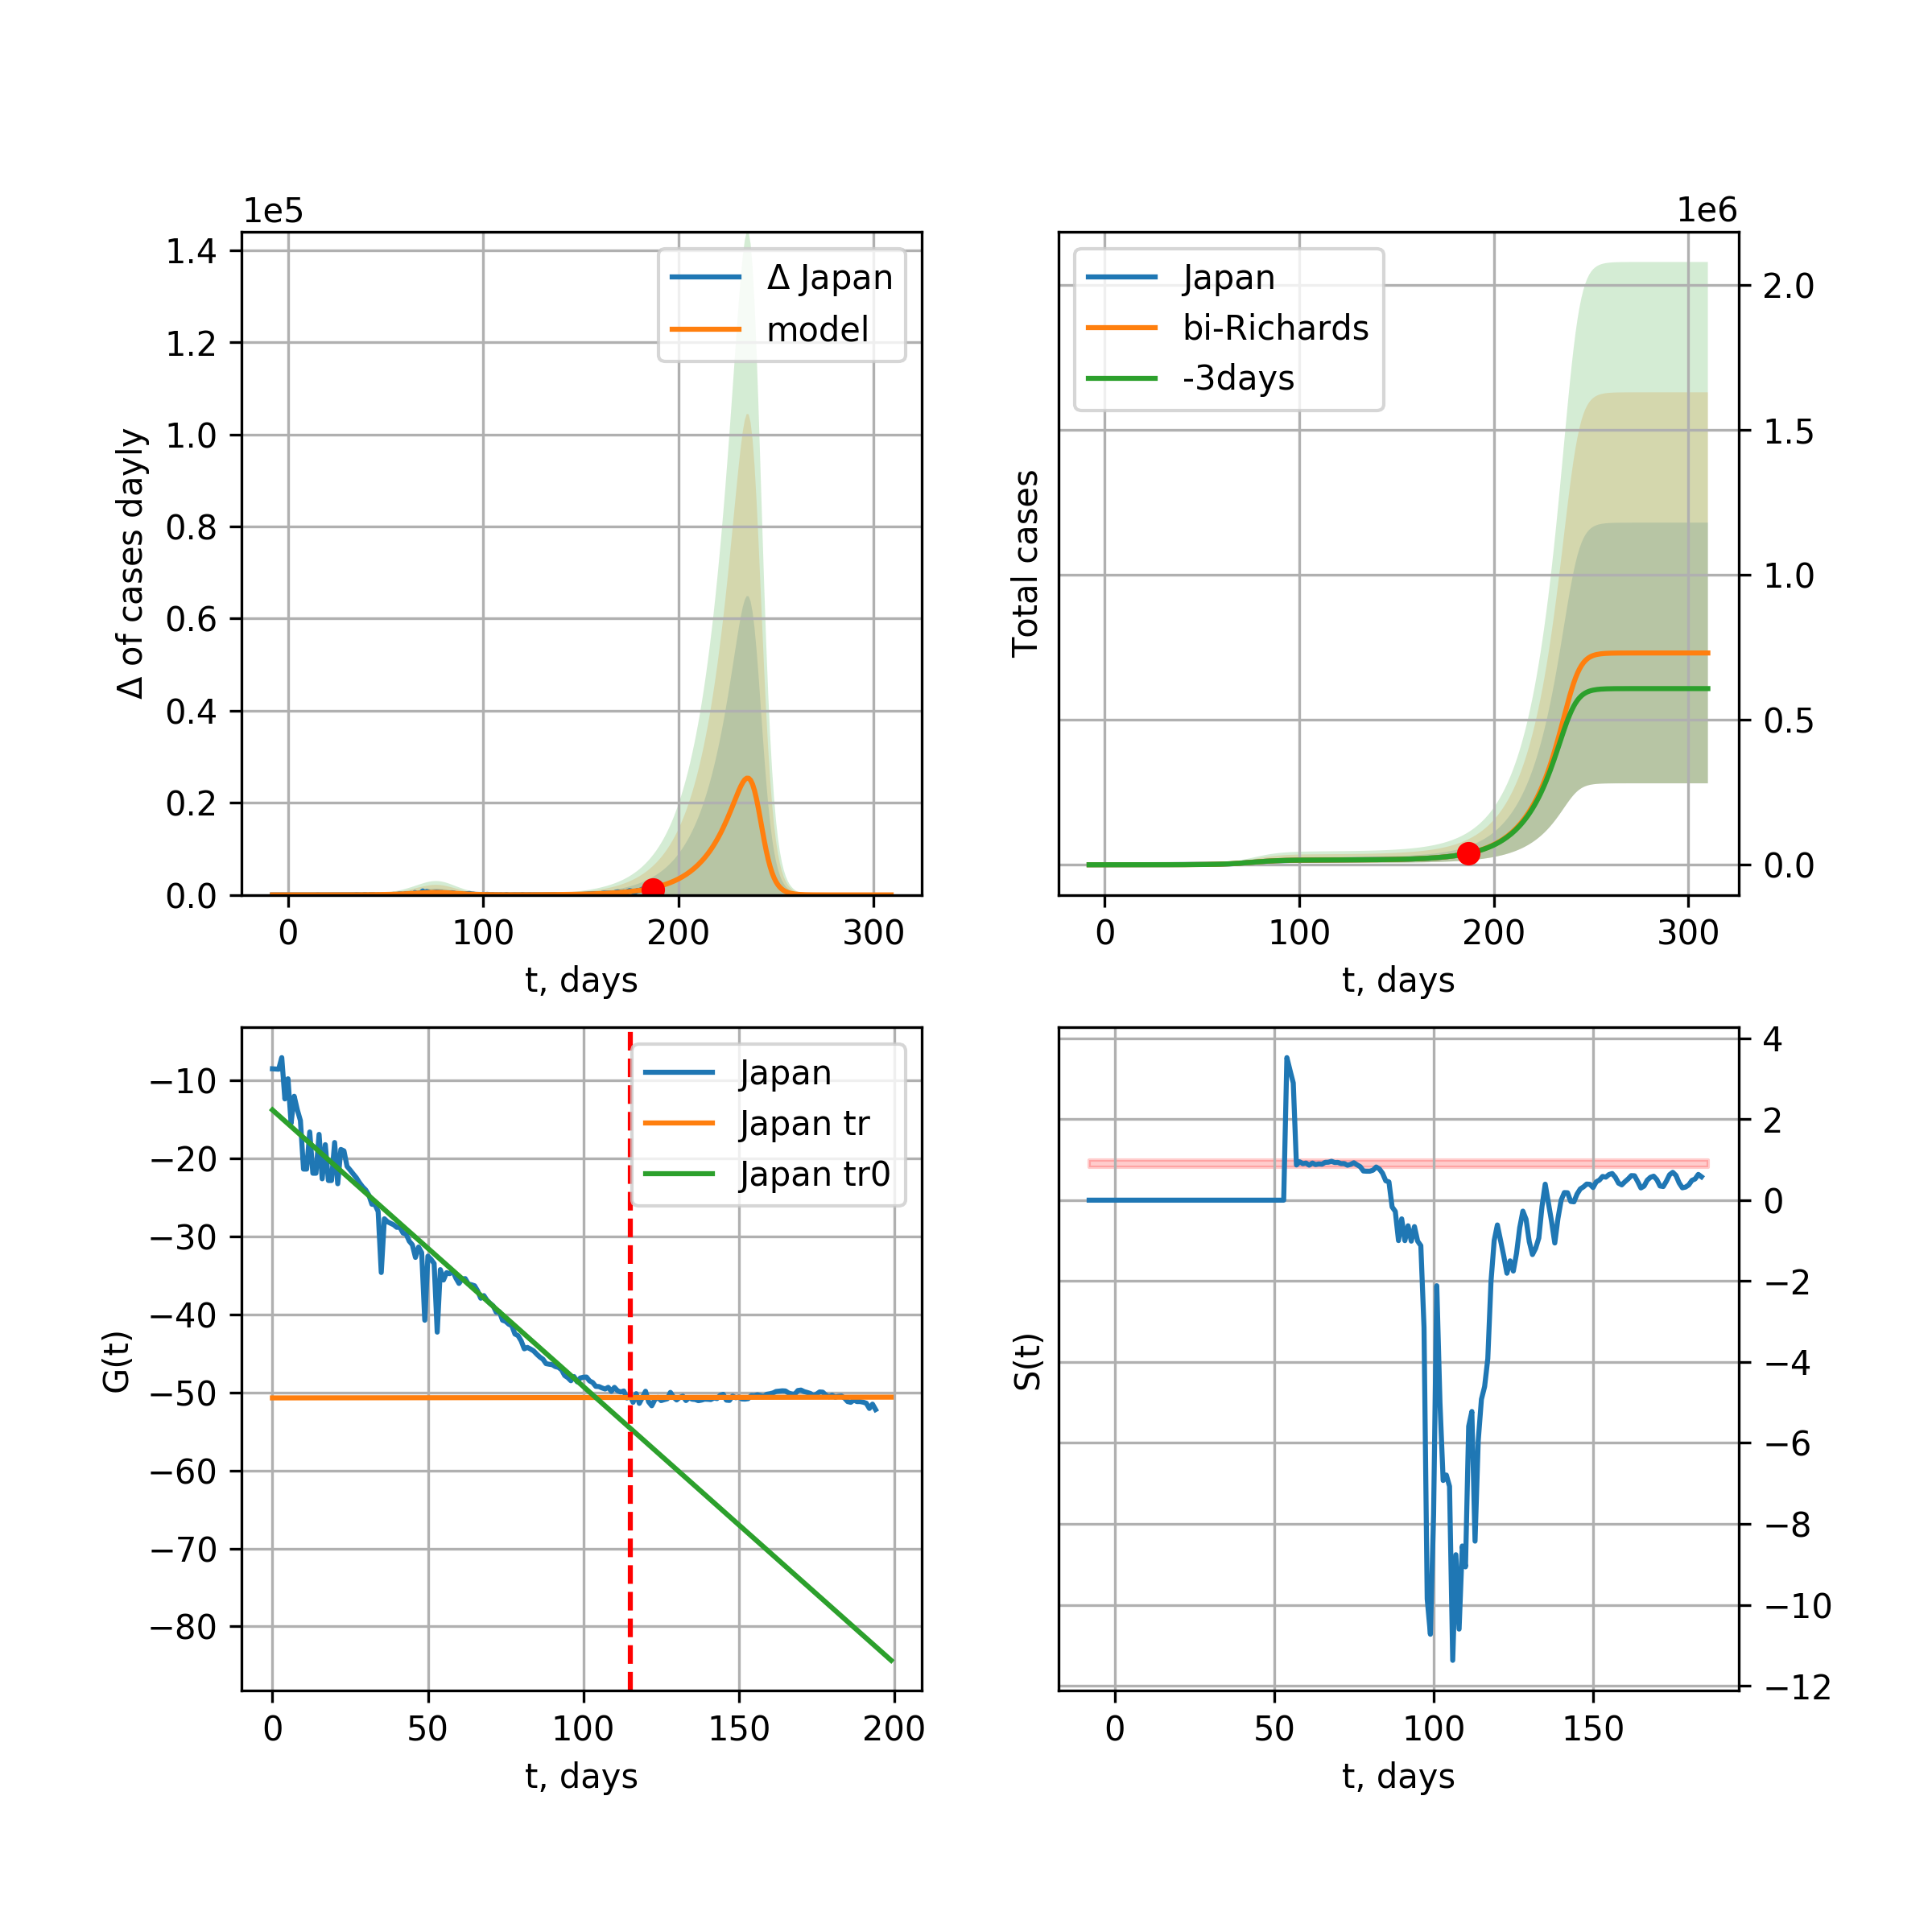 1e5
1.4
1.2
1.0
0.8
0.6
0.4
0.2
0.0
Δ of cases dayly
Δ Japan
model
0 100 200 300
t, days
1e6
Japan
bi-Richards
-3days
Total cases
2.0
1.5
1.0
0.5
0.0
0 100 200 300
t, days
−10
−20
−30
−40
−50
−60
−70
−80
G(t)
Japan
Japan tr
Japan tr0
0 50 100 150 200
t, days
S(t)
4
2
0
−2
−4
−6
−8
−10
−12
0 50 100 150
t, days